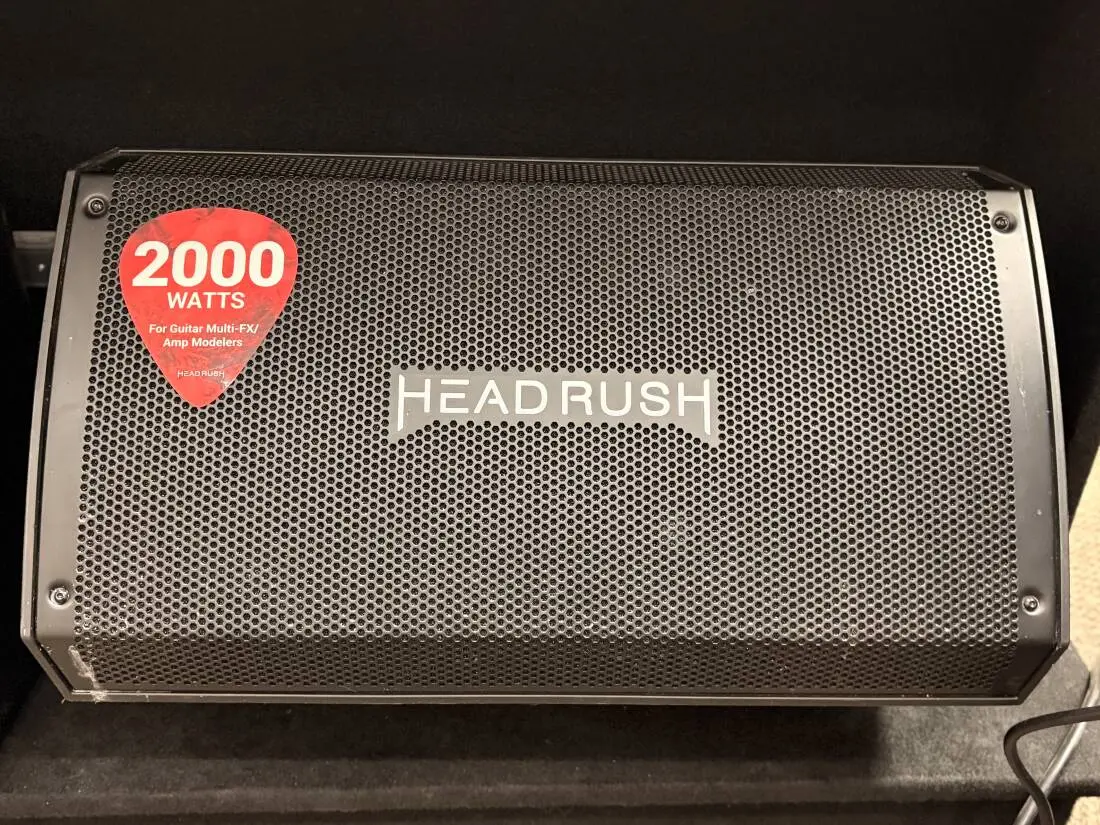 2000
WATTS
For Guitar Multi-FX/
Amp Modelers
HEADRUSH
HEADRUSH